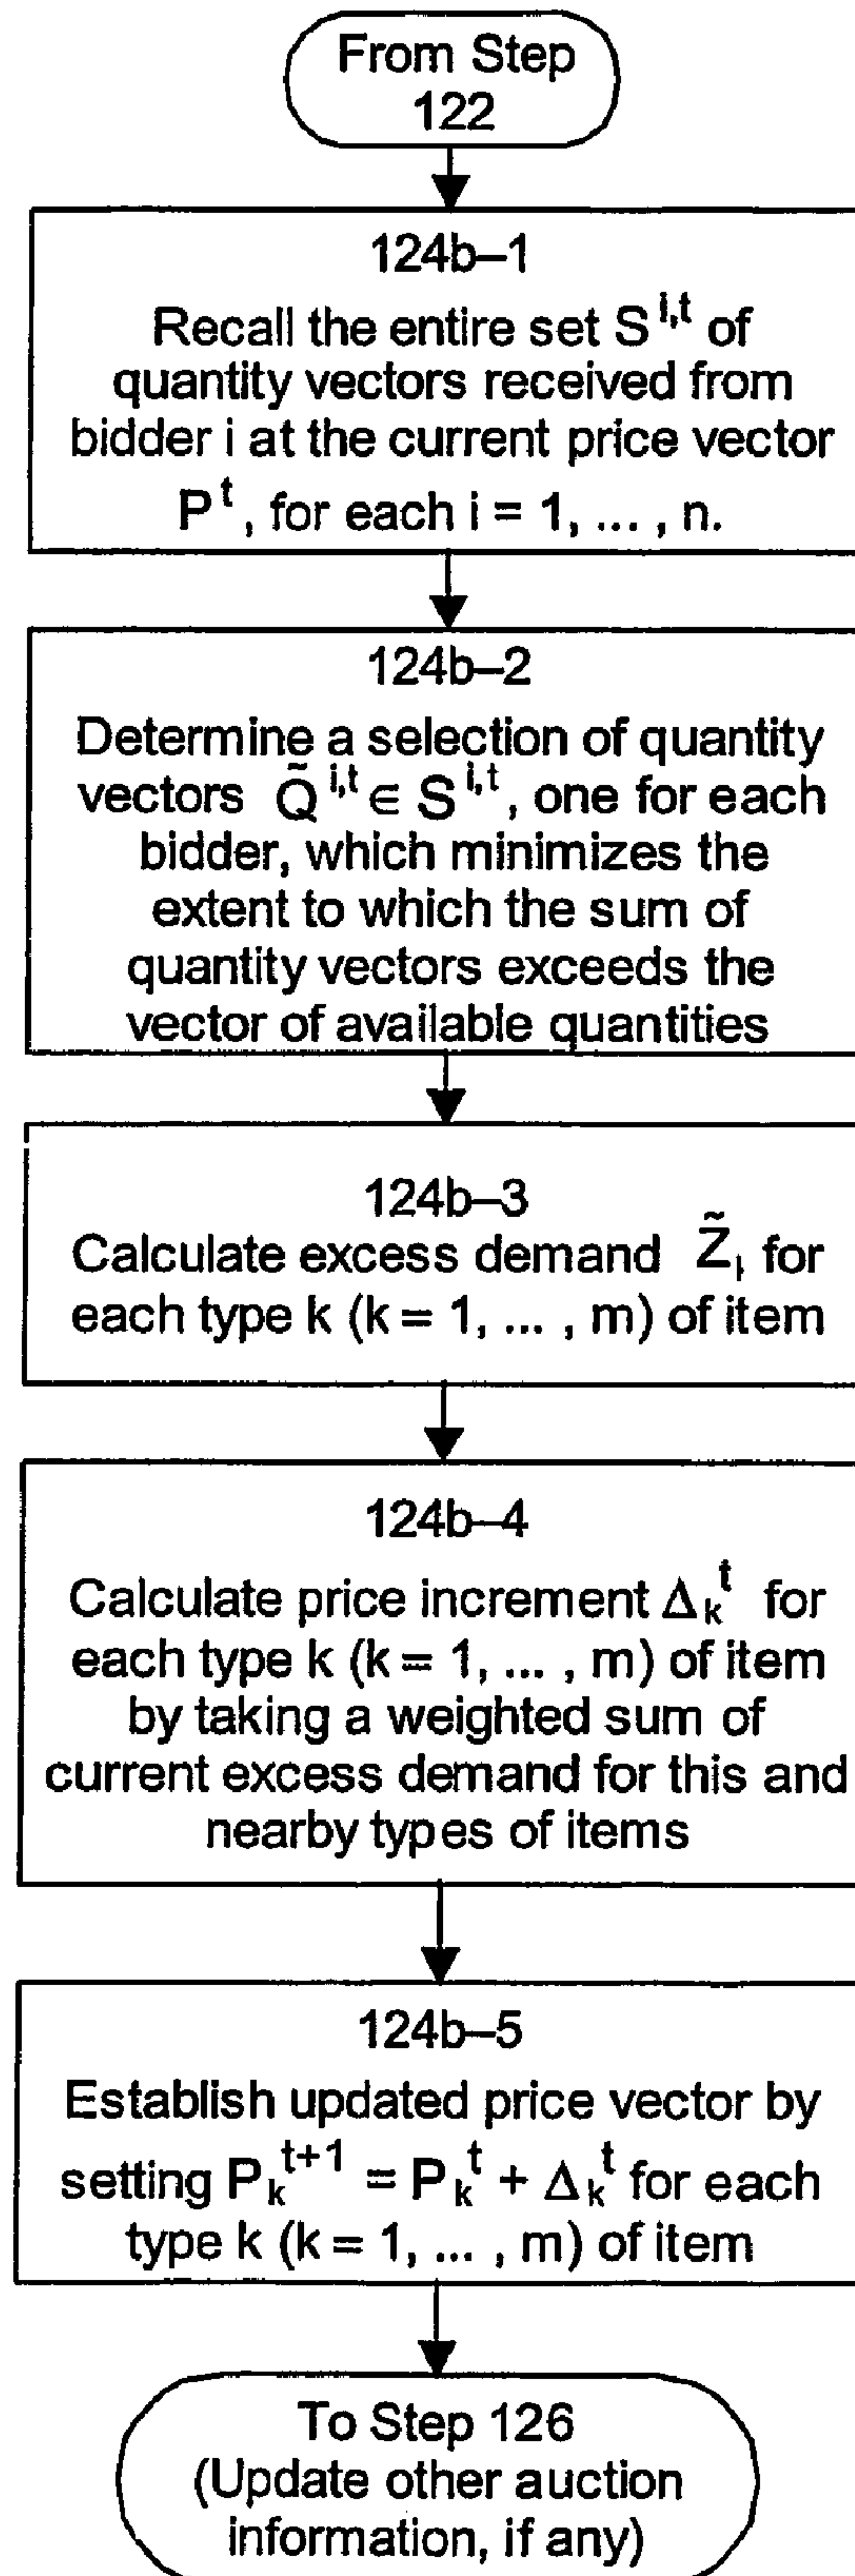 From Step
122
124b–1
Recall the entire set S^i,t of
quantity vectors received from
bidder i at the current price vector
P^t, for each i = 1, ... , n.
124b–2
Determine a selection of quantity
vectors Q̃^i,t ∈ S^i,t, one for each
bidder, which minimizes the
extent to which the sum of
quantity vectors exceeds the
vector of available quantities
124b–3
Calculate excess demand Z̃_i for
each type k (k = 1, ... , m) of item
124b–4
Calculate price increment Δ_k^t for
each type k (k = 1, ... , m) of item
by taking a weighted sum of
current excess demand for this and
nearby types of items
124b–5
Establish updated price vector by
setting P_k^t+1 = P_k^t + Δ_k^t for each
type k (k = 1, ... , m) of item
To Step 126
(Update other auction
information, if any)